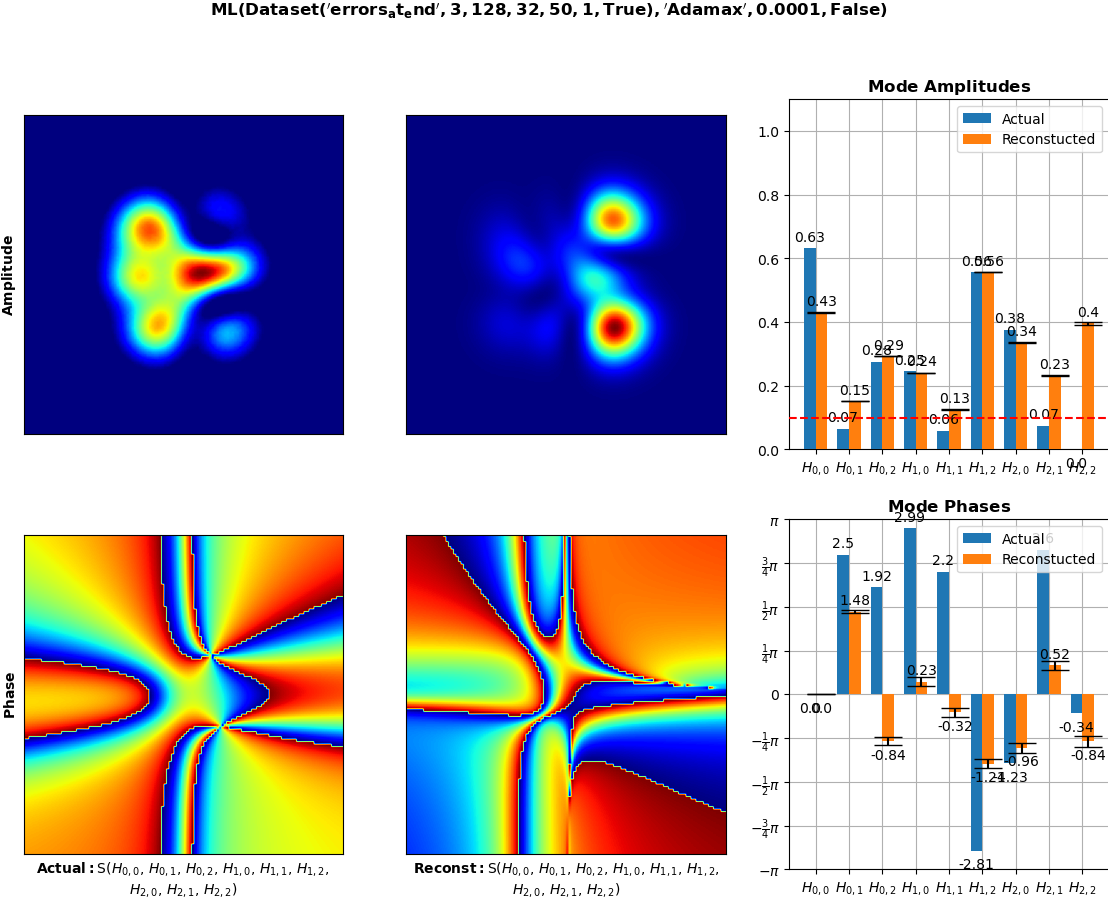 ML(Dataset('errors_at_end', 3, 128, 32, 50, 1, True), 'Adamax', 0.0001, False)
Amplitude
Mode Amplitudes
Actual
Reconstucted
1.0
0.8
0.6
0.4
0.2
0.0
0.63
0.43
0.07
0.15
0.28
0.29
0.25
0.24
0.06
0.13
0.56
0.56
0.38
0.34
0.07
0.23
0.0
0.4
H0,0 H0,1 H0,2 H1,0 H1,1 H1,2 H2,0 H2,1 H2,2
Phase
Actual: S(H0,0, H0,1, H0,2, H1,0, H1,1, H1,2,
H2,0, H2,1, H2,2)
Reconst: S(H0,0, H0,1, H0,2, H1,0, H1,1, H1,2,
H2,0, H2,1, H2,2)
Mode Phases
Actual
Reconstucted
π
3/4π
1/2π
1/4π
0
−1/4π
−1/2π
−3/4π
−π
0.0
0.0
2.5
1.48
1.92
-0.84
2.99
0.23
2.2
-0.32
-2.81
-1.24
-1.23
-0.96
0.52
-0.34
-0.84
H0,0 H0,1 H0,2 H1,0 H1,1 H1,2 H2,0 H2,1 H2,2